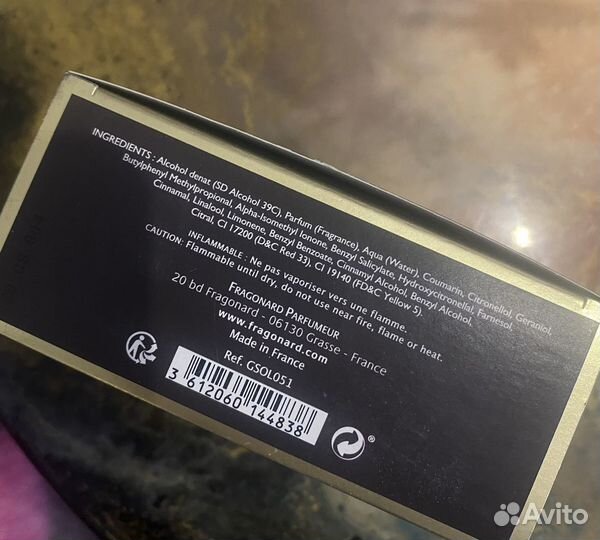 INGREDIENTS : Alcohol denat (SD Alcohol 39C), Parfum (Fragrance), Aqua (Water), Coumarin, Citronellol, Geraniol,
Butylphenyl Methylpropional, Alpha-Isomethyl Ionone, Benzyl Salicylate, Hydroxycitronellal, Farnesol,
Cinnamal, Linalool, Limonene, Benzyl Benzoate, Cinnamyl Alcohol, Benzyl Alcohol,
Citral, CI 17200 (D&C Red 33), CI 19140 (FD&C Yellow 5).
INFLAMMABLE : Ne pas vaporiser vers une flamme.
CAUTION: Flammable until dry, do not use near fire, flame or heat.
FRAGONARD PARFUMEUR
20 bd Fragonard - 06130 Grasse - France
www.fragonard.com
Made in France
Ref. GSOL051
3 612060 144838
®
Avito